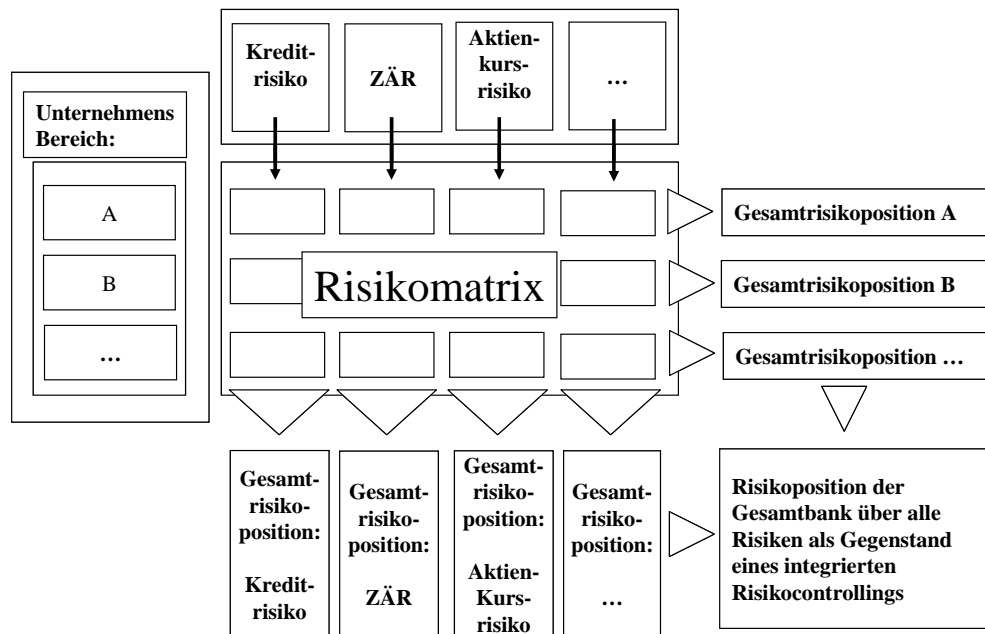 Kredit-
risiko
ZÄR
Aktien-
kurs-
risiko
…
Unternehmens
Bereich:
A
B
…
Risikomatrix
Gesamtrisikoposition A
Gesamtrisikoposition B
Gesamtrisikoposition …
Gesamt-
risiko-
position:
Kredit-
risiko
Gesamt-
risiko-
position:
ZÄR
Gesamt-
risiko-
position:
Aktien-
Kurs-
risiko
Gesamt-
risiko-
position:
…
Risikoposition der
Gesamtbank über alle
Risiken als Gegenstand
eines integrierten
Risikocontrollings